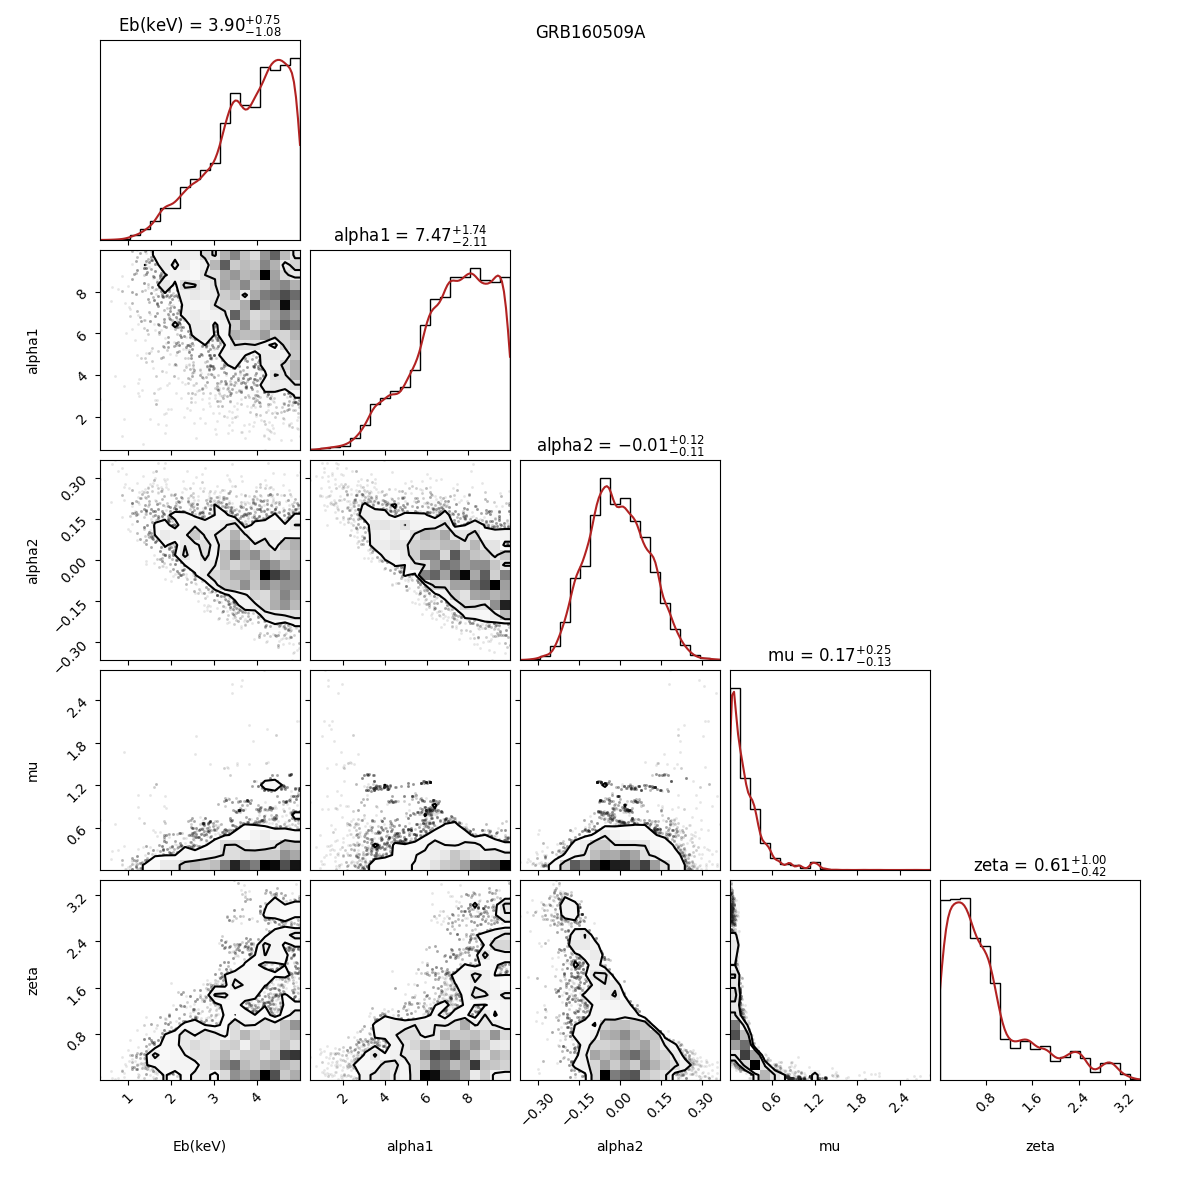 GRB160509A
Eb(keV) = 3.90+0.75 −1.08
alpha1 = 7.47+1.74 −2.11
8
6
4
2
alpha1
alpha2 = −0.01+0.12 −0.11
0.30
0.15
0.00
−0.15
−0.30
alpha2
mu = 0.17+0.25 −0.13
2.4
1.8
1.2
0.6
mu
zeta = 0.61+1.00 −0.42
3.2
2.4
1.6
0.8
zeta
1 2 3 4
2 4 6 8
−0.30 −0.15 0.00 0.15 0.30
0.6 1.2 1.8 2.4
0.8 1.6 2.4 3.2
Eb(keV) alpha1 alpha2 mu zeta